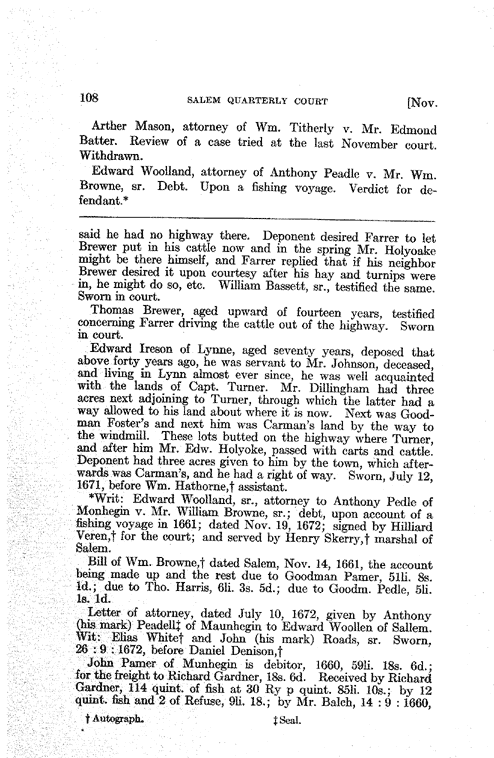 108 SALEM QUARTERLY COURT [Nov.
Arther Mason, attorney of Wm. Titherly v. Mr. Edmond
Batter. Review of a case tried at the last November court.
Withdrawn.
Edward Woolland, attorney of Anthony Peadle v. Mr. Wm.
Browne, sr. Debt. Upon a fishing voyage. Verdict for de-
fendant.*
said he had no highway there. Deponent desired Farrer to let
Brewer put in his cattle now and in the spring Mr. Holyoake
might be there himself, and Farrer replied that if his neighbor
Brewer desired it upon courtesy after his hay and turnips were
in, he might do so, etc. William Bassett, sr., testified the same.
Sworn in court.
Thomas Brewer, aged upward of fourteen years, testified
concerning Farrer driving the cattle out of the highway. Sworn
in court.
Edward Ireson of Lynne, aged seventy years, deposed that
above forty years ago, he was servant to Mr. Johnson, deceased,
and living in Lynn almost ever since, he was well acquainted
with the lands of Capt. Turner. Mr. Dillingham had three
acres next adjoining to Turner, through which the latter had a
way allowed to his land about where it is now. Next was Good-
man Foster's and next him was Carman's land by the way to
the windmill. These lots butted on the highway where Turner,
and after him Mr. Edw. Holyoke, passed with carts and cattle.
Deponent had three acres given to him by the town, which after-
wards was Carman's, and he had a right of way. Sworn, July 12,
1671, before Wm. Hathorne,† assistant.
*Writ: Edward Woolland, sr., attorney to Anthony Pedle of
Monhegin v. Mr. William Browne, sr.; debt, upon account of a
fishing voyage in 1661; dated Nov. 19, 1672; signed by Hilliard
Veren,† for the court; and served by Henry Skerry,† marshal of
Salem.
Bill of Wm. Browne,† dated Salem, Nov. 14, 1661, the account
being made up and the rest due to Goodman Pamer, 51li. 8s.
1d.; due to Tho. Harris, 6li. 3s. 5d.; due to Goodm. Pedle, 5li.
1s. 1d.
Letter of attorney, dated July 10, 1672, given by Anthony
(his mark) Peadell‡ of Maunhegin to Edward Woollen of Salem.
Wit: Elias White† and John (his mark) Roads, sr. Sworn,
26 : 9 : 1672, before Daniel Denison,†
John Pamer of Munhegin is debitor, 1660, 59li. 18s. 6d.;
for the freight to Richard Gardner, 18s. 6d. Received by Richard
Gardner, 114 quint. of fish at 30 Ry p quint. 85li. 10s.; by 12
quint. fish and 2 of Refuse, 9li. 18.; by Mr. Balch, 14 : 9 : 1660,
† Autograph. ‡ Seal.